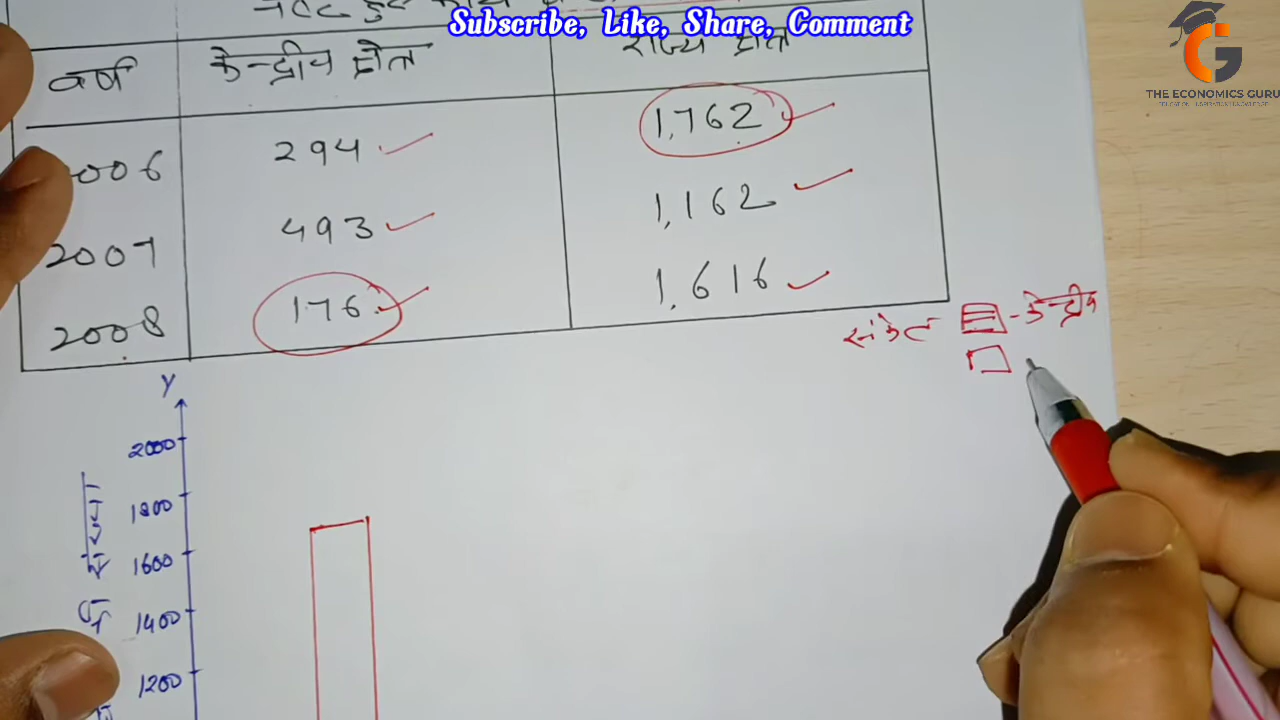 Subscribe, Like, Share, Comment
THE ECONOMICS GURU
वर्ष केन्द्रीय क्षेत्र राज्य क्षेत्र
2006 294 1,762
2007 493 1,162
2008 176 1,616
संकेत - केन्द्रीय
Y
2000
1800
1600
1400
1200
की संख्या